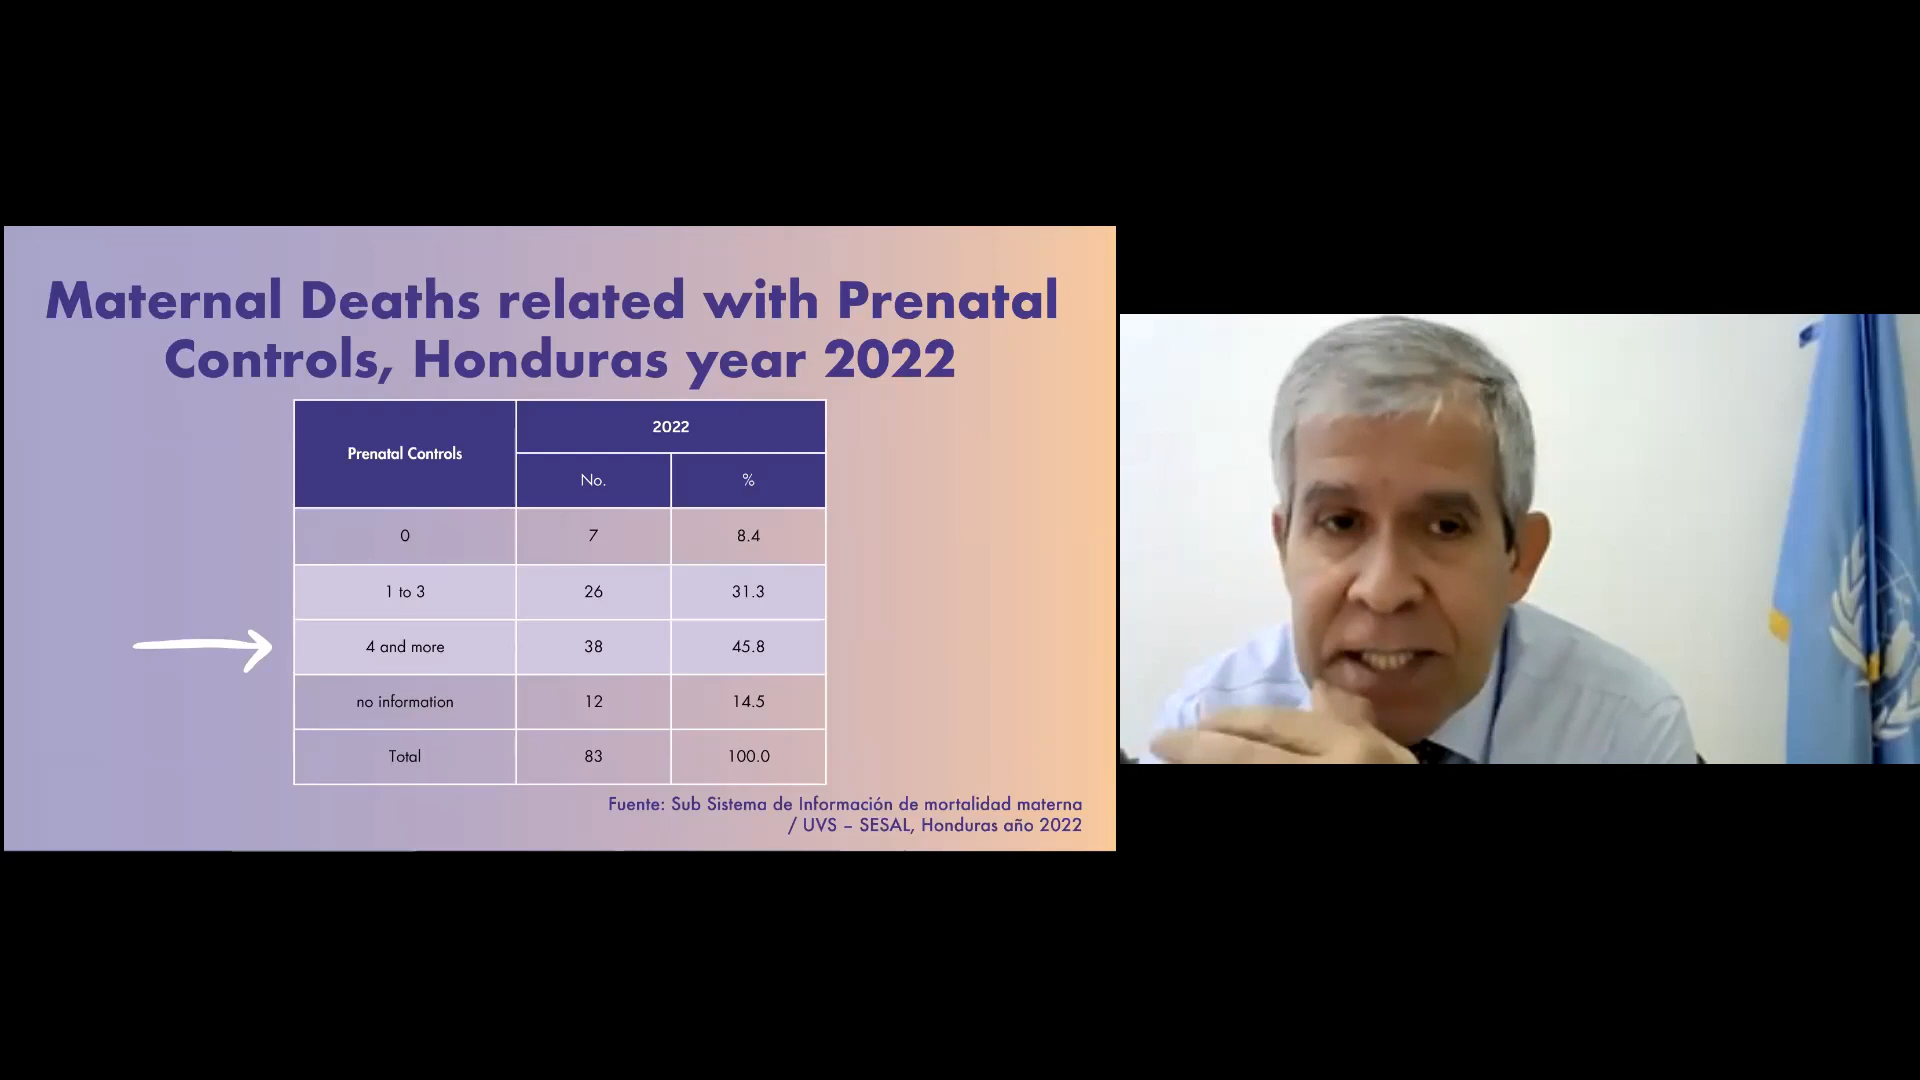 Maternal Deaths related with Prenatal
Controls, Honduras year 2022
Prenatal Controls
2022
No.
%
0
7
8.4
1 to 3
26
31.3
4 and more
38
45.8
no information
12
14.5
Total
83
100.0
Fuente: Sub Sistema de Información de mortalidad materna
/ UVS – SESAL, Honduras año 2022